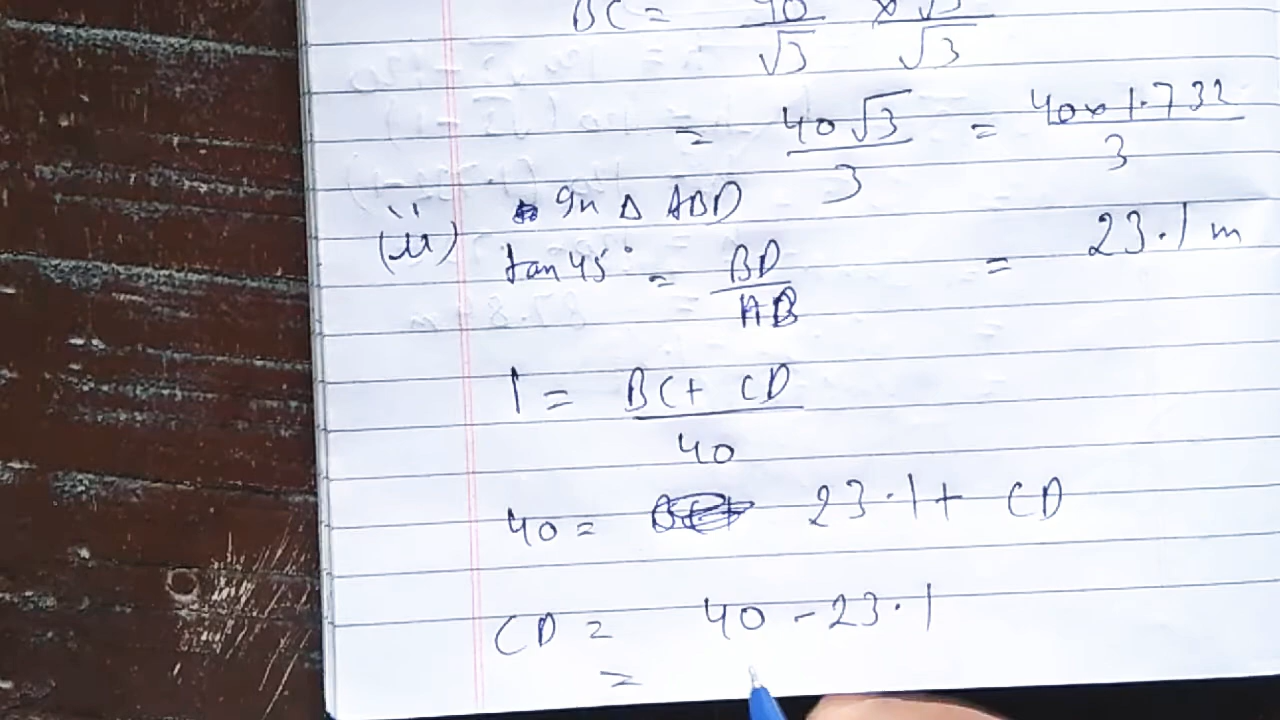 BC = 40/√3 × √3/√3
= 40√3/3 = 40×1.732/3
= 23.1 m
=
(ii) In Δ ABD
tan 45° = BD/AB
1 = BC + CD/40
40 = 23.1 + CD
CD = 40 - 23.1
=